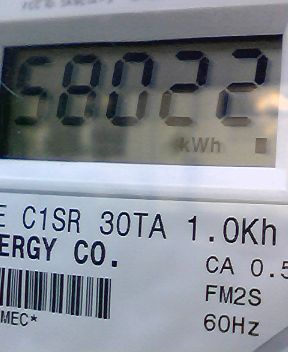 58022
kWh
E C1SR 30TA 1.0Kh
ERGY CO.
CA 0.5
FM2S
MEC*
60Hz